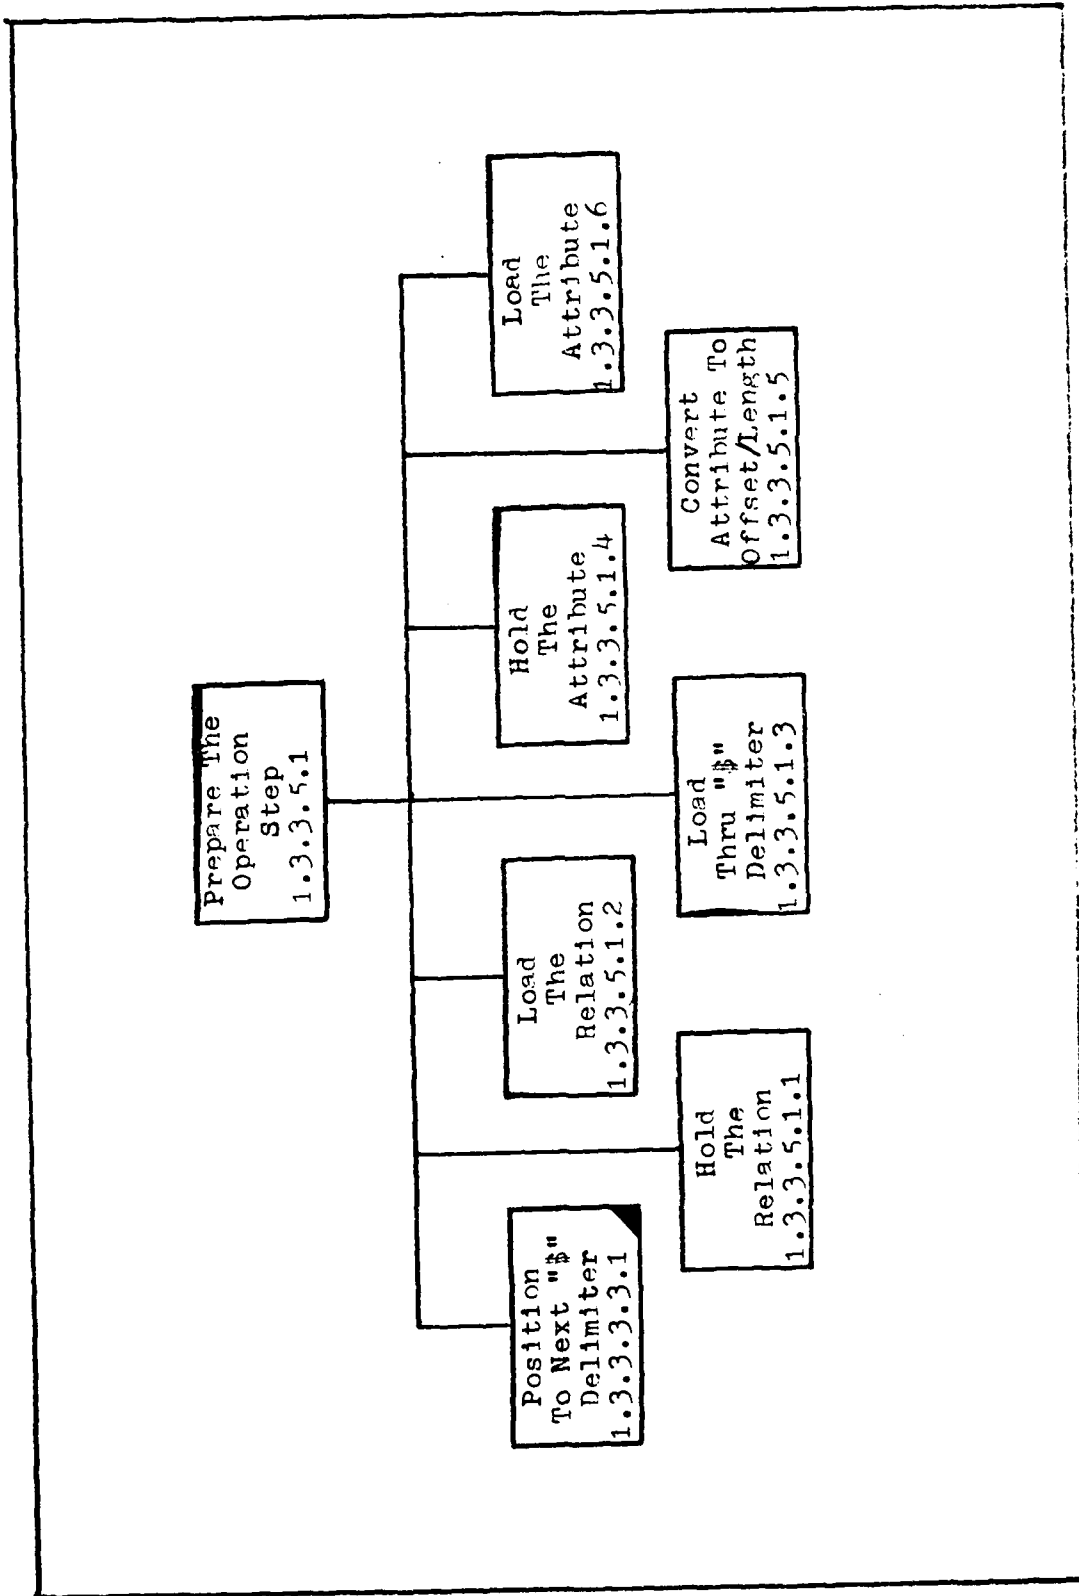 Prepare The
Operation
Step
1.3.3.5.1
Position
To Next "$"
Delimiter
1.3.3.3.3.1
Hold
The
Relation
1.3.3.5.1.1
Load
The
Relation
1.3.3.5.1.2
Load
Thru "$"
Delimiter
1.3.3.5.1.3
Hold
The
Attribute
1.3.3.5.1.4
Convert
Attribute To
Offset/Length
1.3.3.5.1.5
Load
The
Attribute
1.3.3.5.1.6